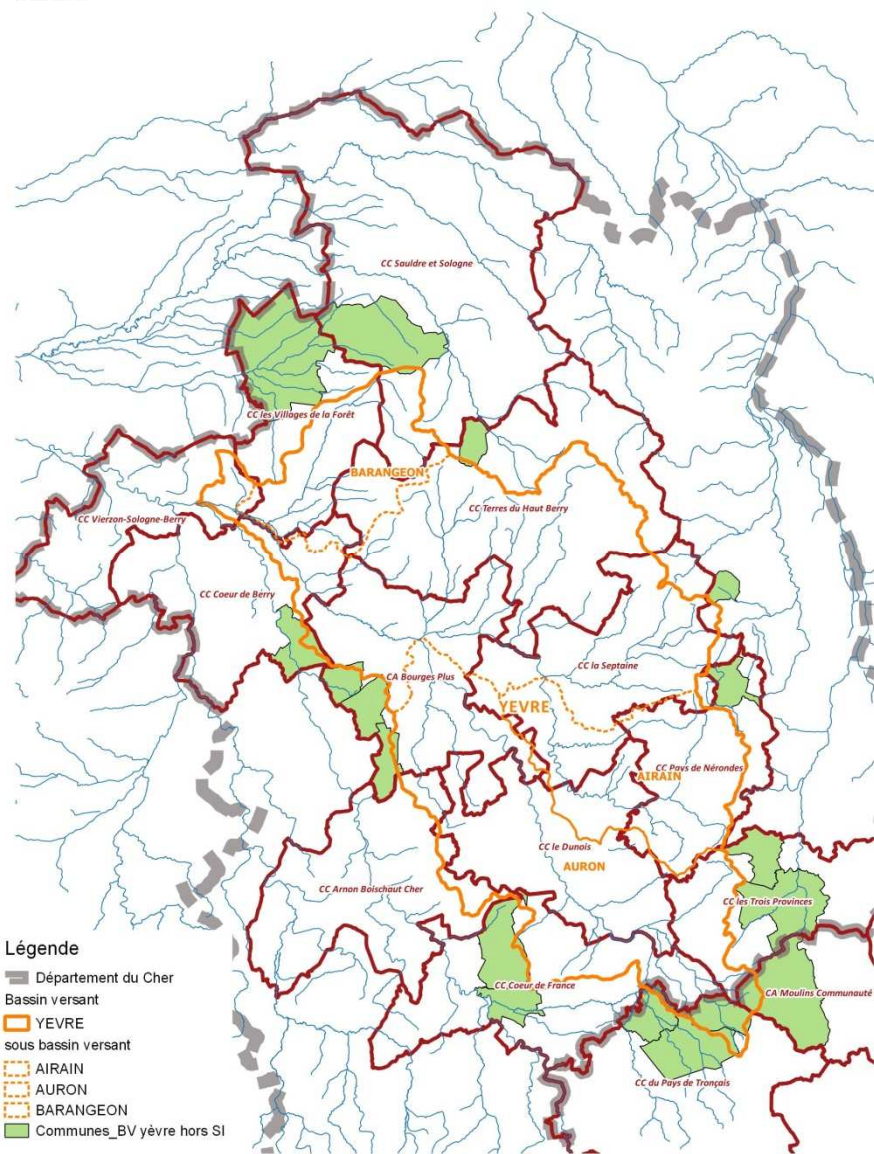 CC Sauldre et Sologne
CC les Villages de la Forêt
BARANGEON
CC Terres du Haut Berry
CC Vierzon-Sologne-Berry
CC Coeur de Berry
CC la Septaine
CA Bourges Plus
YEVRE
CC Pays de Nérondes
AIRAIN
CC le Dunois
AURON
CC Arnon Boischaut Cher
CC les Trois Provinces
CC Coeur de France
CA Moulins Communauté
CC du Pays de Tronçais
Légende
Département du Cher
Bassin versant
YEVRE
sous bassin versant
AIRAIN
AURON
BARANGEON
Communes_BV yèvre hors SI